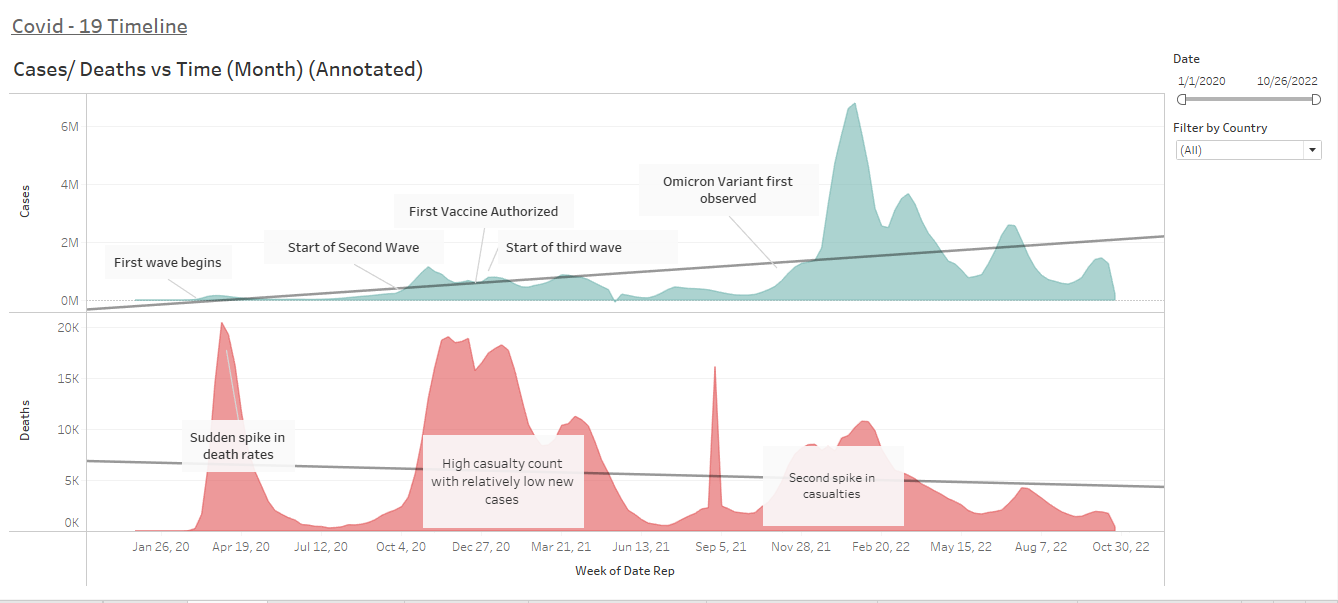 Covid - 19 Timeline
Cases/ Deaths vs Time (Month) (Annotated)
Date
1/1/2020 10/26/2022
Filter by Country
(All)
Cases
6M
4M
2M
0M
First wave begins
Start of Second Wave
First Vaccine Authorized
Start of third wave
Omicron Variant first
observed
Deaths
20K
15K
10K
5K
0K
Sudden spike in
death rates
High casualty count
with relatively low new
cases
Second spike in
casualties
Jan 26, 20 Apr 19, 20 Jul 12, 20 Oct 4, 20 Dec 27, 20 Mar 21, 21 Jun 13, 21 Sep 5, 21 Nov 28, 21 Feb 20, 22 May 15, 22 Aug 7, 22 Oct 30, 22
Week of Date Rep